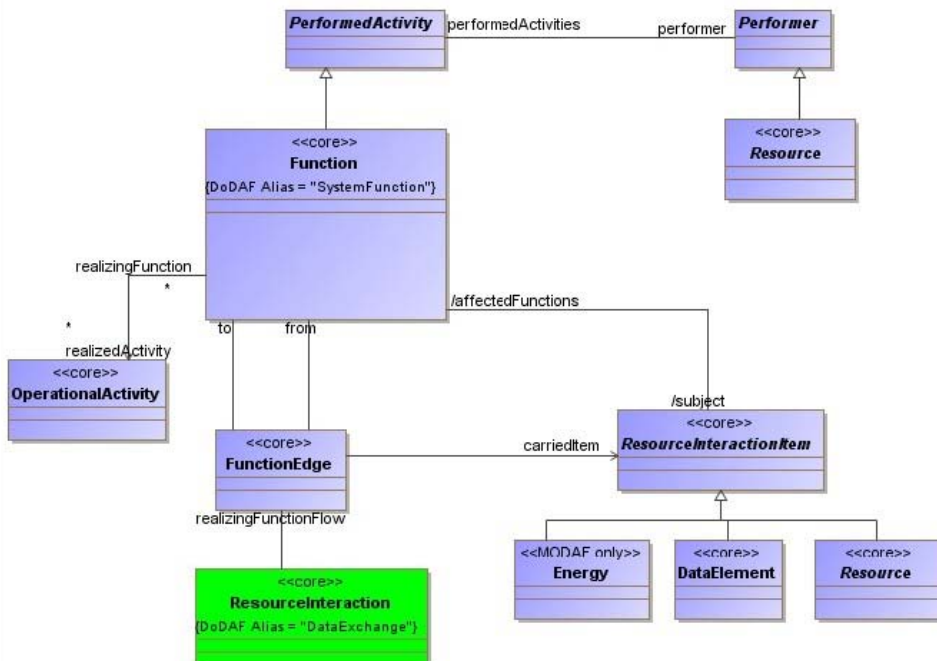 PerformedActivity
performedActivities
performer
Performer
<<core>>
Resource
<<core>>
Function
{DoDAF Alias = "SystemFunction"}
realizingFunction
*
*
realizedActivity
/affectedFunctions
to
from
<<core>>
OperationalActivity
/subject
<<core>>
ResourceInteractionItem
<<core>>
FunctionEdge
carriedItem
realizingFunctionFlow
<<MODAF only>>
Energy
<<core>>
DataElement
<<core>>
Resource
<<core>>
ResourceInteraction
{DoDAF Alias = "DataExchange"}